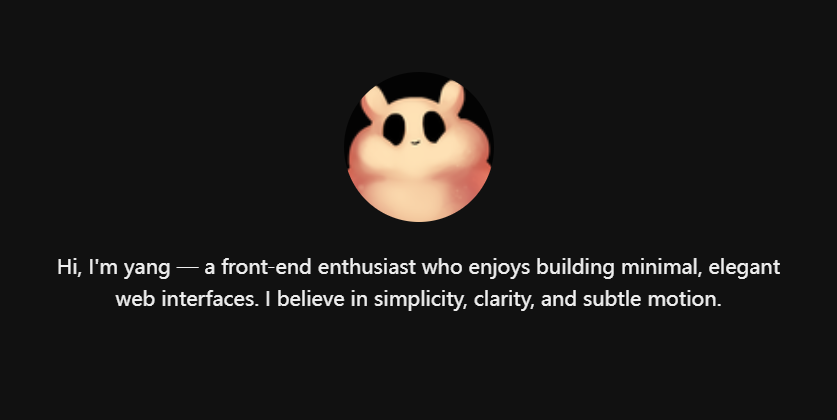 Hi, I'm yang — a front-end enthusiast who enjoys building minimal, elegant
web interfaces. I believe in simplicity, clarity, and subtle motion.